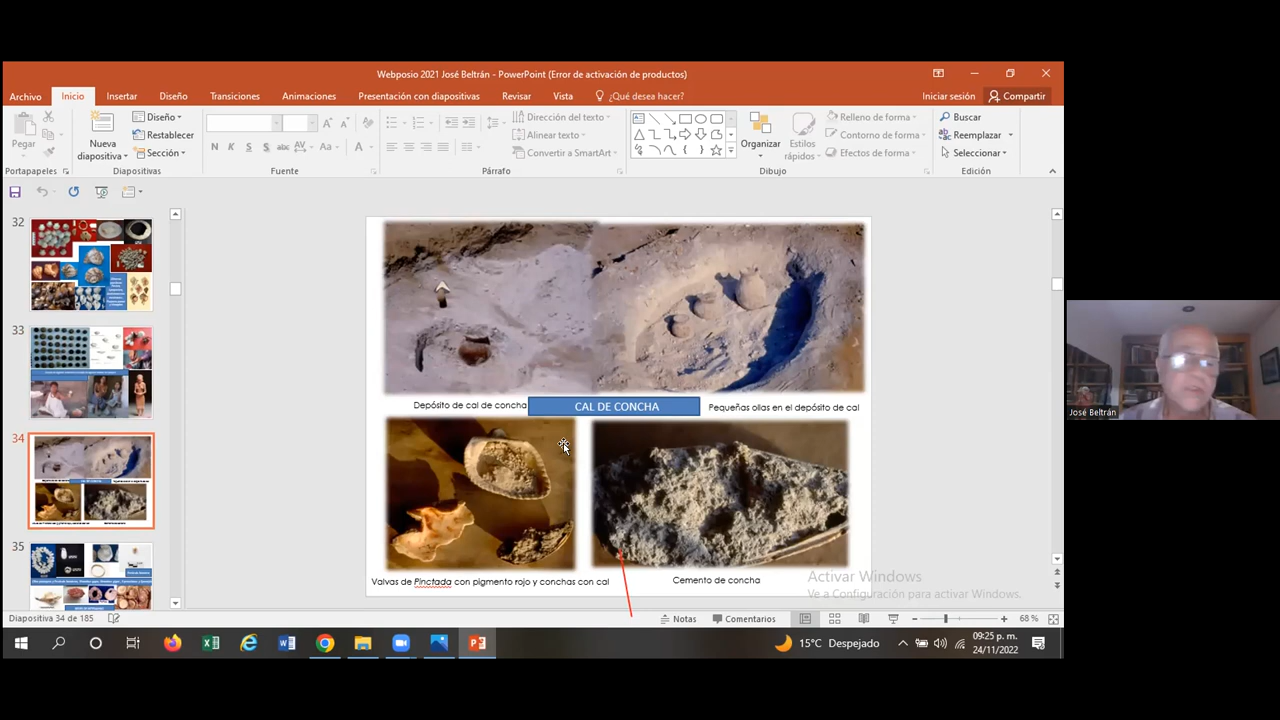 Webposio 2021 José Beltrán - PowerPoint (Error de activación de productos)
Archivo Inicio Insertar Diseño Transiciones Animaciones Presentación con diapositivas Revisar Vista ¿Qué desea hacer? Iniciar sesión Compartir
Pegar
Nueva diapositiva
Diseño
Restablecer
Sección
N K S S abc AV Aa A
Dirección del texto
Alinear texto
Convertir a SmartArt
Organizar
Estilos rápidos
Relleno de forma
Contorno de forma
Efectos de forma
Buscar
Reemplazar
Seleccionar
Portapapeles Diapositivas Fuente Párrafo Dibujo Edición
32
33
34
35
Depósito de cal de concha
CAL DE CONCHA
Pequeñas ollas en el depósito de cal
Valvas de Pinctada con pigmento rojo y conchas con cal
Cemento de concha
Activar Windows
Ve a Configuración para activar Windows.
José Beltrán
Diapositiva 34 de 185 Notas Comentarios 68 %
15°C Despejado
09:25 p. m.
24/11/2022